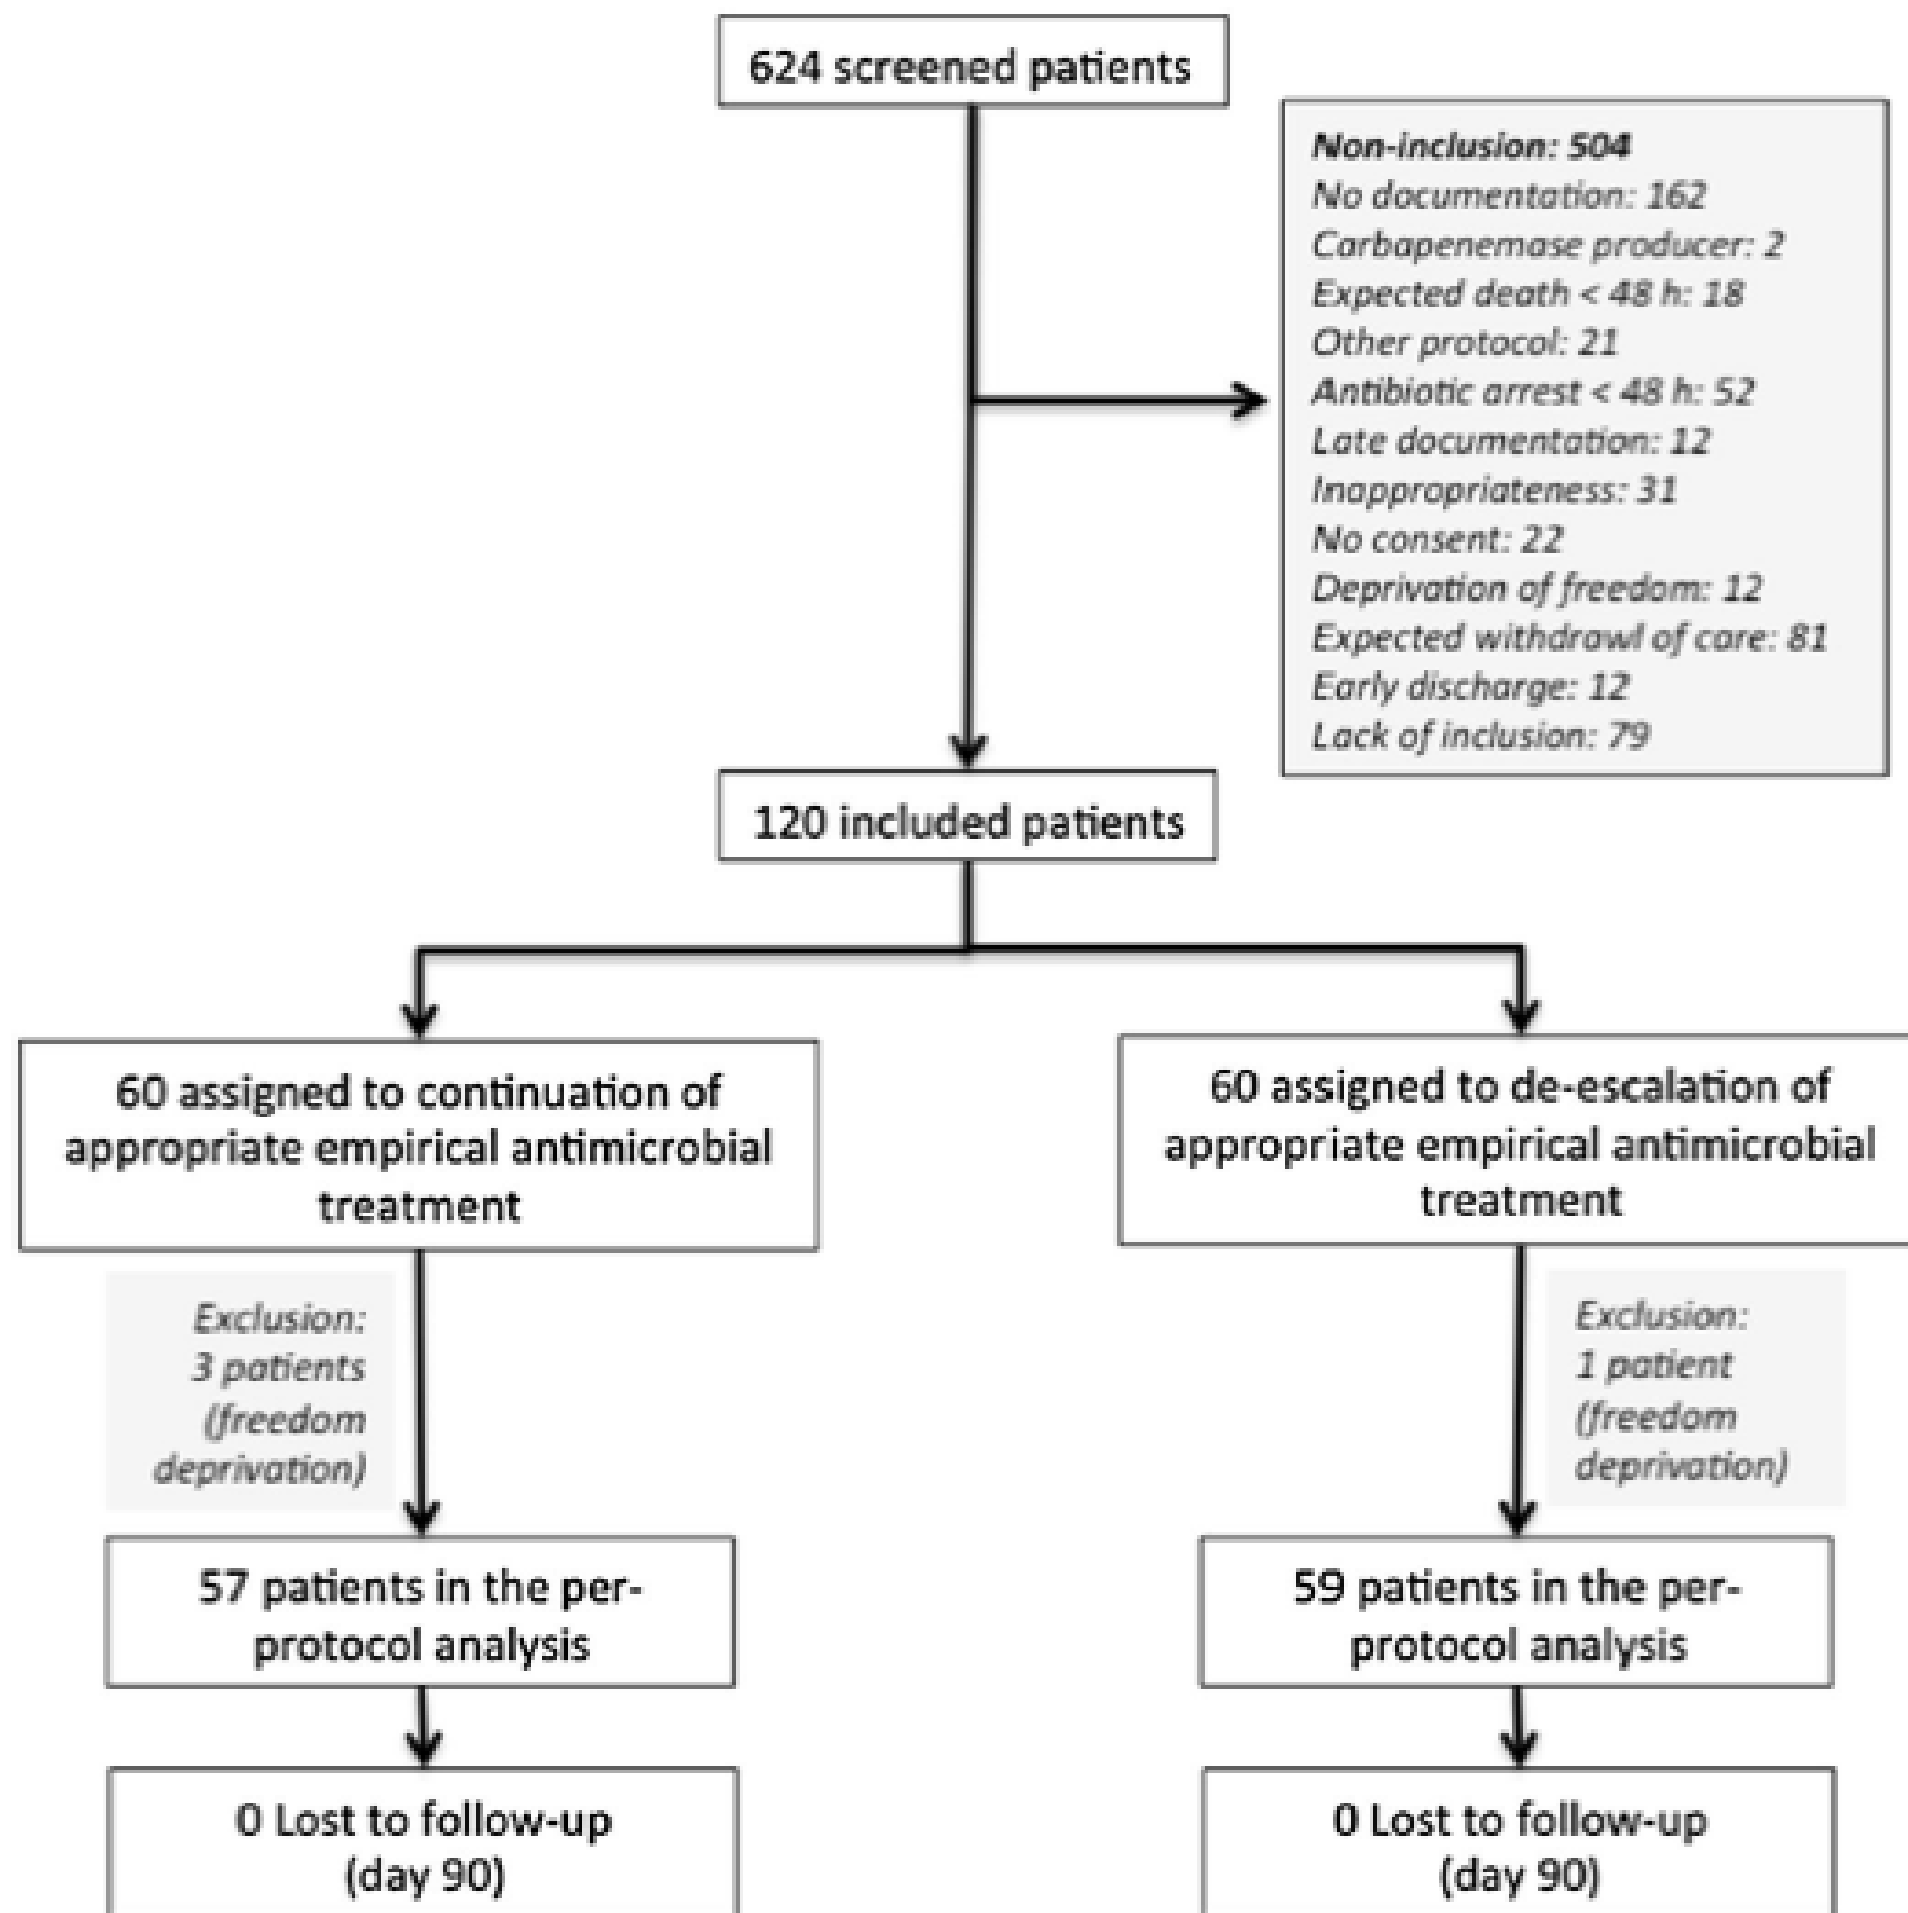 624 screened patients
Non-inclusion: 504
No documentation: 162
Carbapenemase producer: 2
Expected death < 48 h: 18
Other protocol: 21
Antibiotic arrest < 48 h: 52
Late documentation: 12
Inappropriateness: 31
No consent: 22
Deprivation of freedom: 12
Expected withdrawl of care: 81
Early discharge: 12
Lack of inclusion: 79
120 included patients
60 assigned to continuation of
appropriate empirical antimicrobial
treatment
60 assigned to de-escalation of
appropriate empirical antimicrobial
treatment
Exclusion:
3 patients
(freedom
deprivation)
Exclusion:
1 patient
(freedom
deprivation)
57 patients in the per-
protocol analysis
59 patients in the per-
protocol analysis
0 Lost to follow-up
(day 90)
0 Lost to follow-up
(day 90)